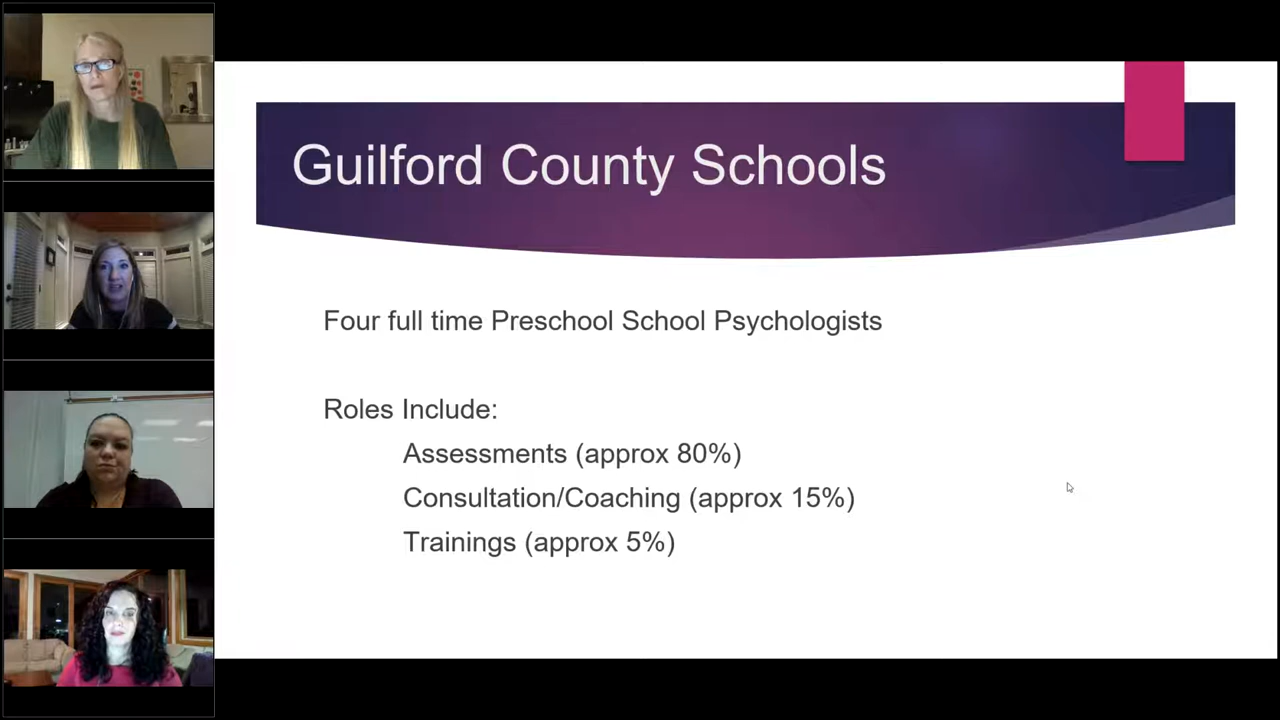 Guilford County Schools
Four full time Preschool School Psychologists
Roles Include:
Assessments (approx 80%)
Consultation/Coaching (approx 15%)
Trainings (approx 5%)